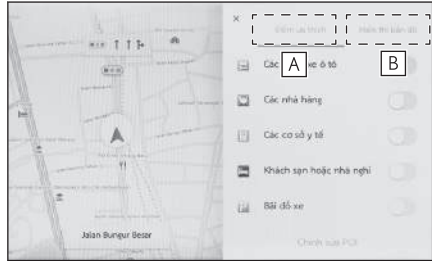 ×
Điểm ưa thích
Hiển thị bản đồ
A
B
Các xe ô tô
Các nhà hàng
Các cơ sở y tế
Khách sạn hoặc nhà nghỉ
Bãi đỗ xe
Chỉnh sửa POI
Jalan Bungur Besar